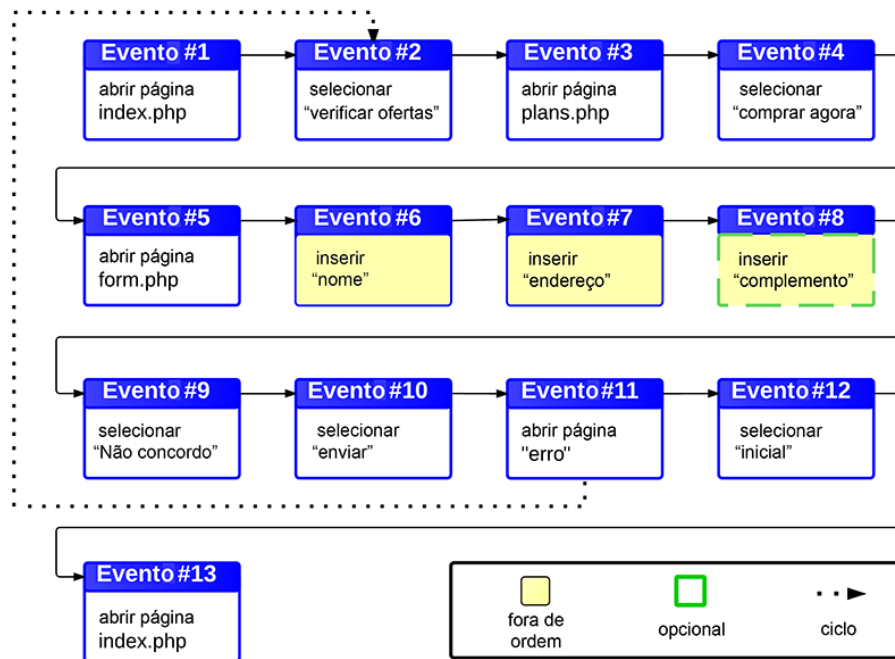 Evento #1
abrir página
index.php
Evento #2
selecionar
“verificar ofertas”
Evento #3
abrir página
plans.php
Evento #4
selecionar
“comprar agora”
Evento #5
abrir página
form.php
Evento #6
inserir
“nome”
Evento #7
inserir
“endereço”
Evento #8
inserir
“complemento”
Evento #9
selecionar
“Não concordo”
Evento #10
selecionar
“enviar”
Evento #11
abrir página
"erro"
Evento #12
selecionar
“inicial”
Evento #13
abrir página
index.php
fora de
ordem
opcional
ciclo